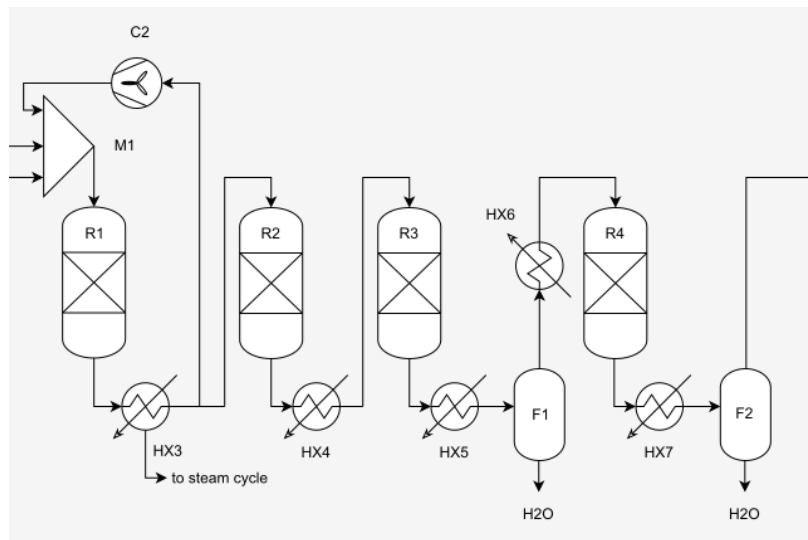 C2
M1
HX6
R1
R2
R3
R4
F1
F2
HX3
HX4
HX5
HX7
to steam cycle
H2O
H2O